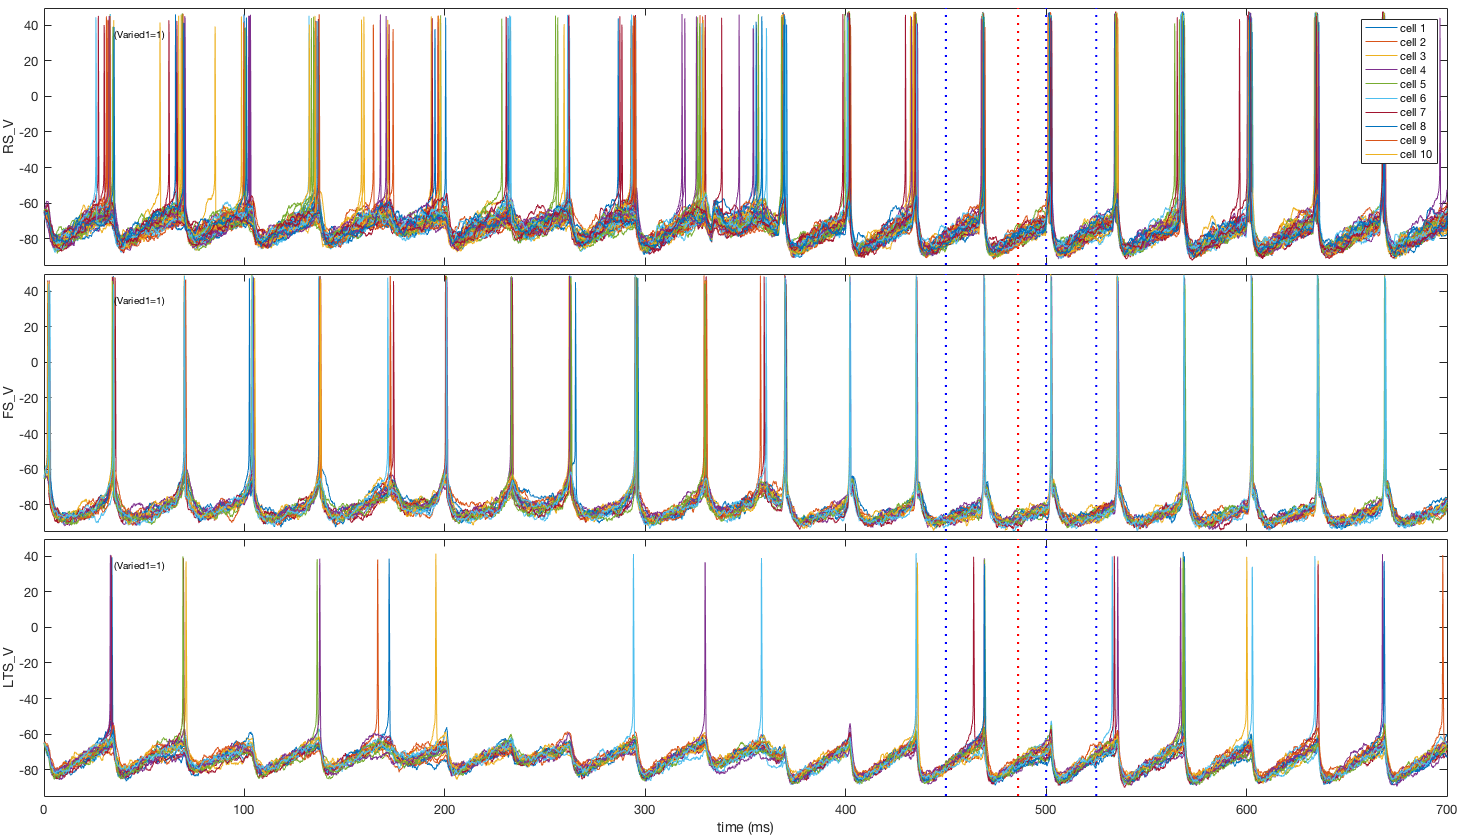 RS_V
40
20
0
-20
-40
-60
-80
(Varied1=1)
cell 1
cell 2
cell 3
cell 4
cell 5
cell 6
cell 7
cell 8
cell 9
cell 10
FS_V
40
20
0
-20
-40
-60
-80
(Varied1=1)
LTS_V
40
20
0
-20
-40
-60
-80
(Varied1=1)
0 100 200 300 400 500 600 700
time (ms)